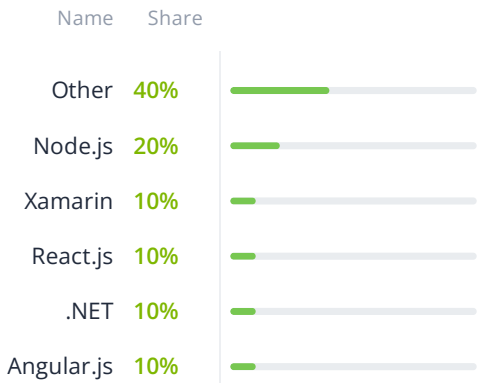 Name Share
Other 40%
Node.js 20%
Xamarin 10%
React.js 10%
.NET 10%
Angular.js 10%